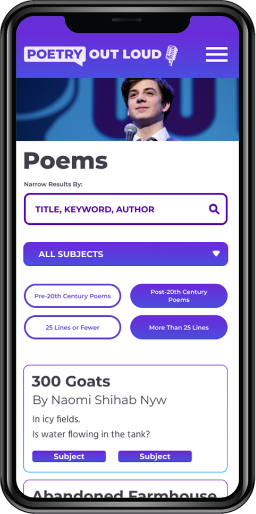 POETRY OUT LOUD
Poems
Narrow Results By:
TITLE, KEYWORD, AUTHOR
ALL SUBJECTS
Pre-20th Century Poems
Post-20th Century
Poems
25 Lines or Fewer
More Than 25 Lines
300 Goats
By Naomi Shihab Nyw
In icy fields.
Is water flowing in the tank?
Subject Subject
Abandoned Farmhouse